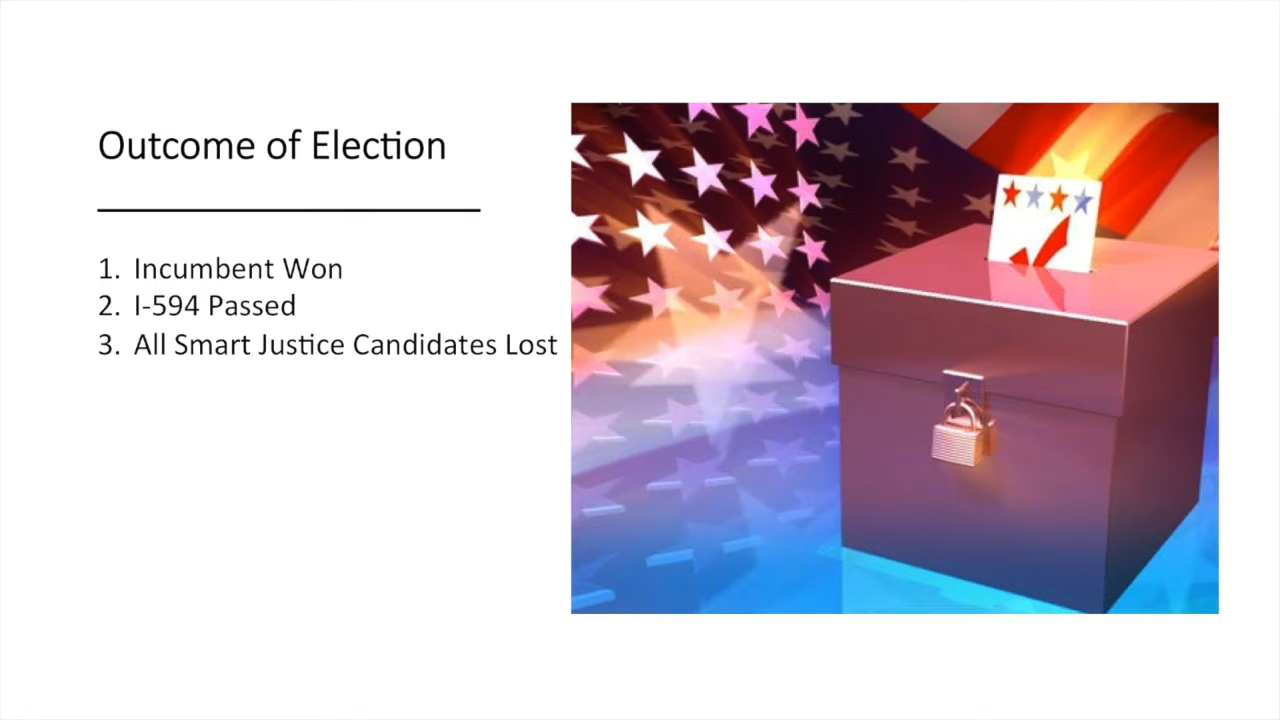 Outcome of Election
1. Incumbent Won
2. I-594 Passed
3. All Smart Justice Candidates Lost